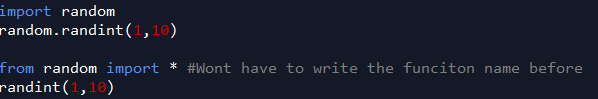 import random
random.randint(1,10)
from random import * #Wont have to write the funciton name before
randint(1,10)